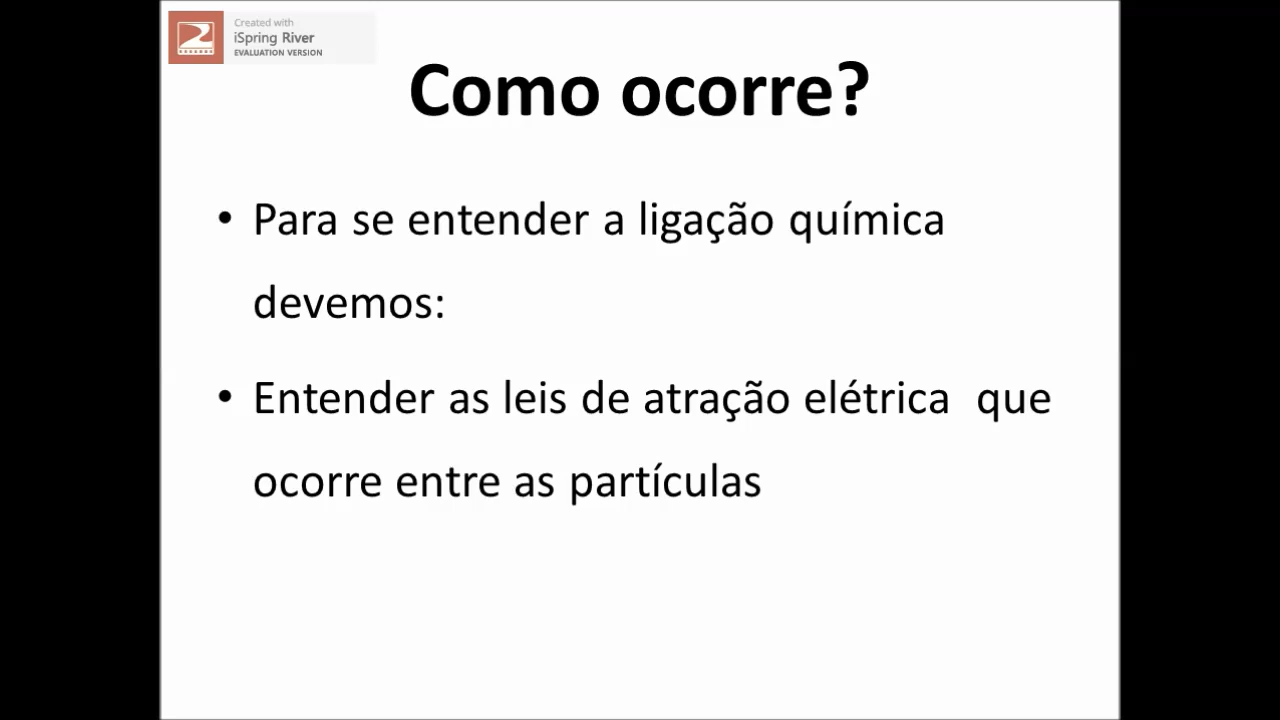 Created with
iSpring River
EVALUATION VERSION
Como ocorre?
• Para se entender a ligação química
devemos:
• Entender as leis de atração elétrica  que
ocorre entre as partículas